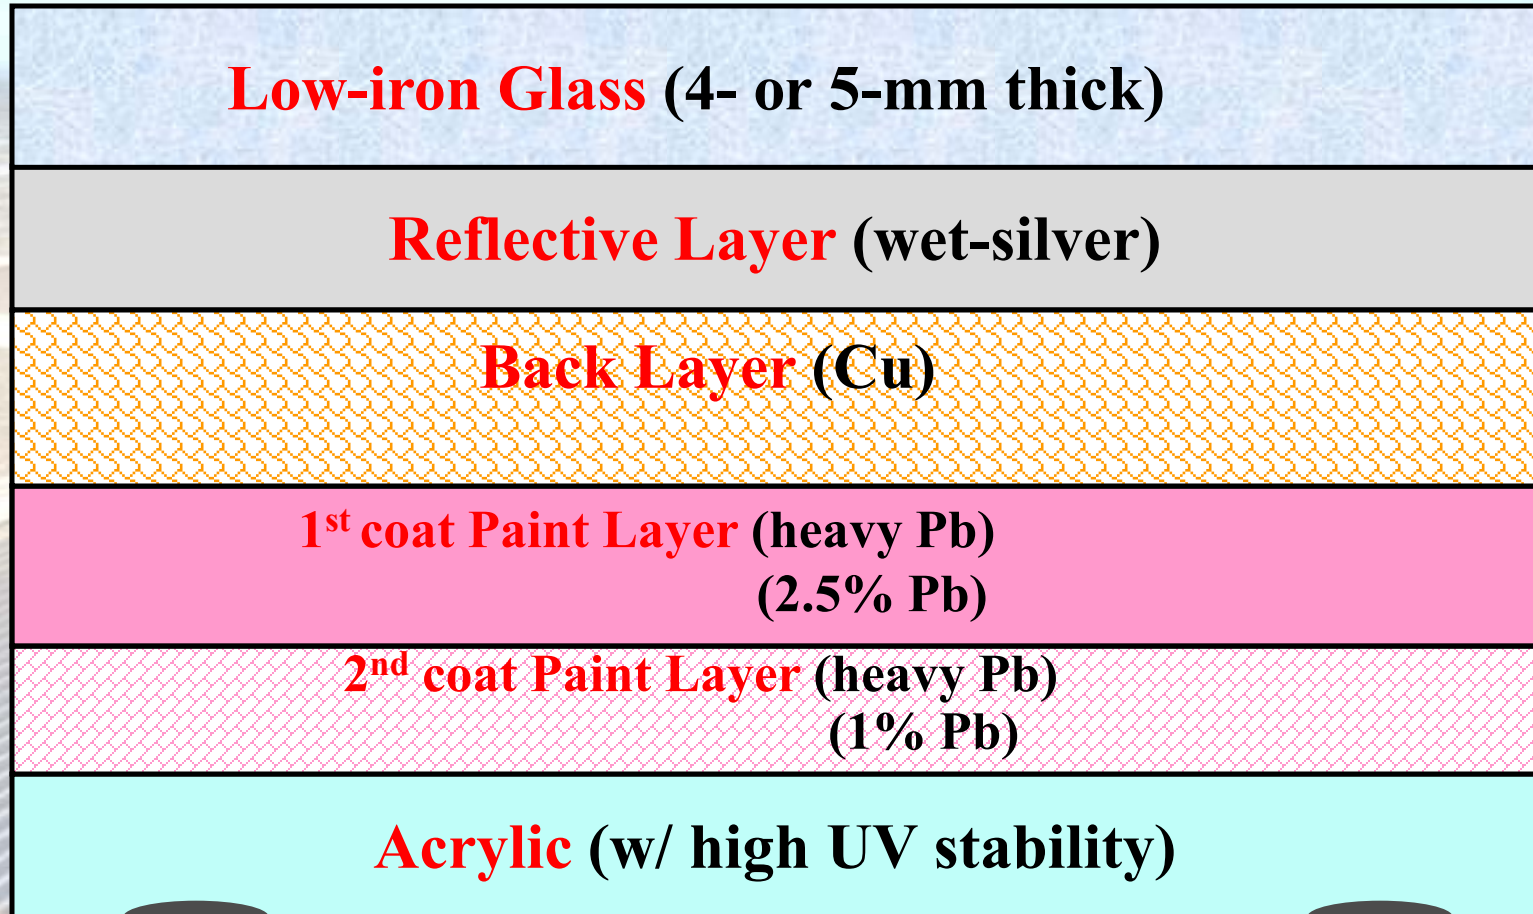 Low-iron Glass (4- or 5-mm thick)
Reflective Layer (wet-silver)
Back Layer (Cu)
1st coat Paint Layer (heavy Pb)
(2.5% Pb)
2nd coat Paint Layer (heavy Pb)
(1% Pb)
Acrylic (w/ high UV stability)